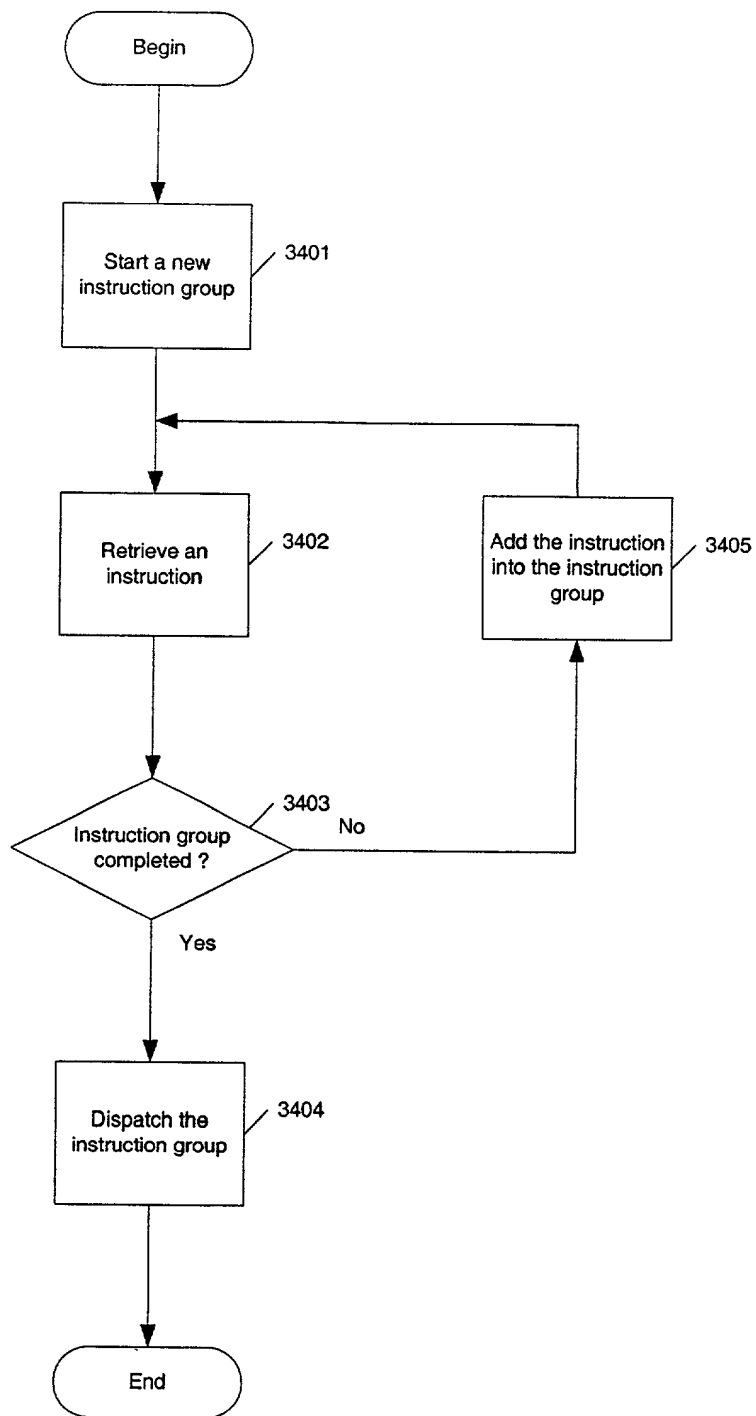 Begin
Start a new
instruction group
3401
Retrieve an
instruction
3402
Add the instruction
into the instruction
group
3405
Instruction group
completed ?
3403
No
Yes
Dispatch the
instruction group
3404
End